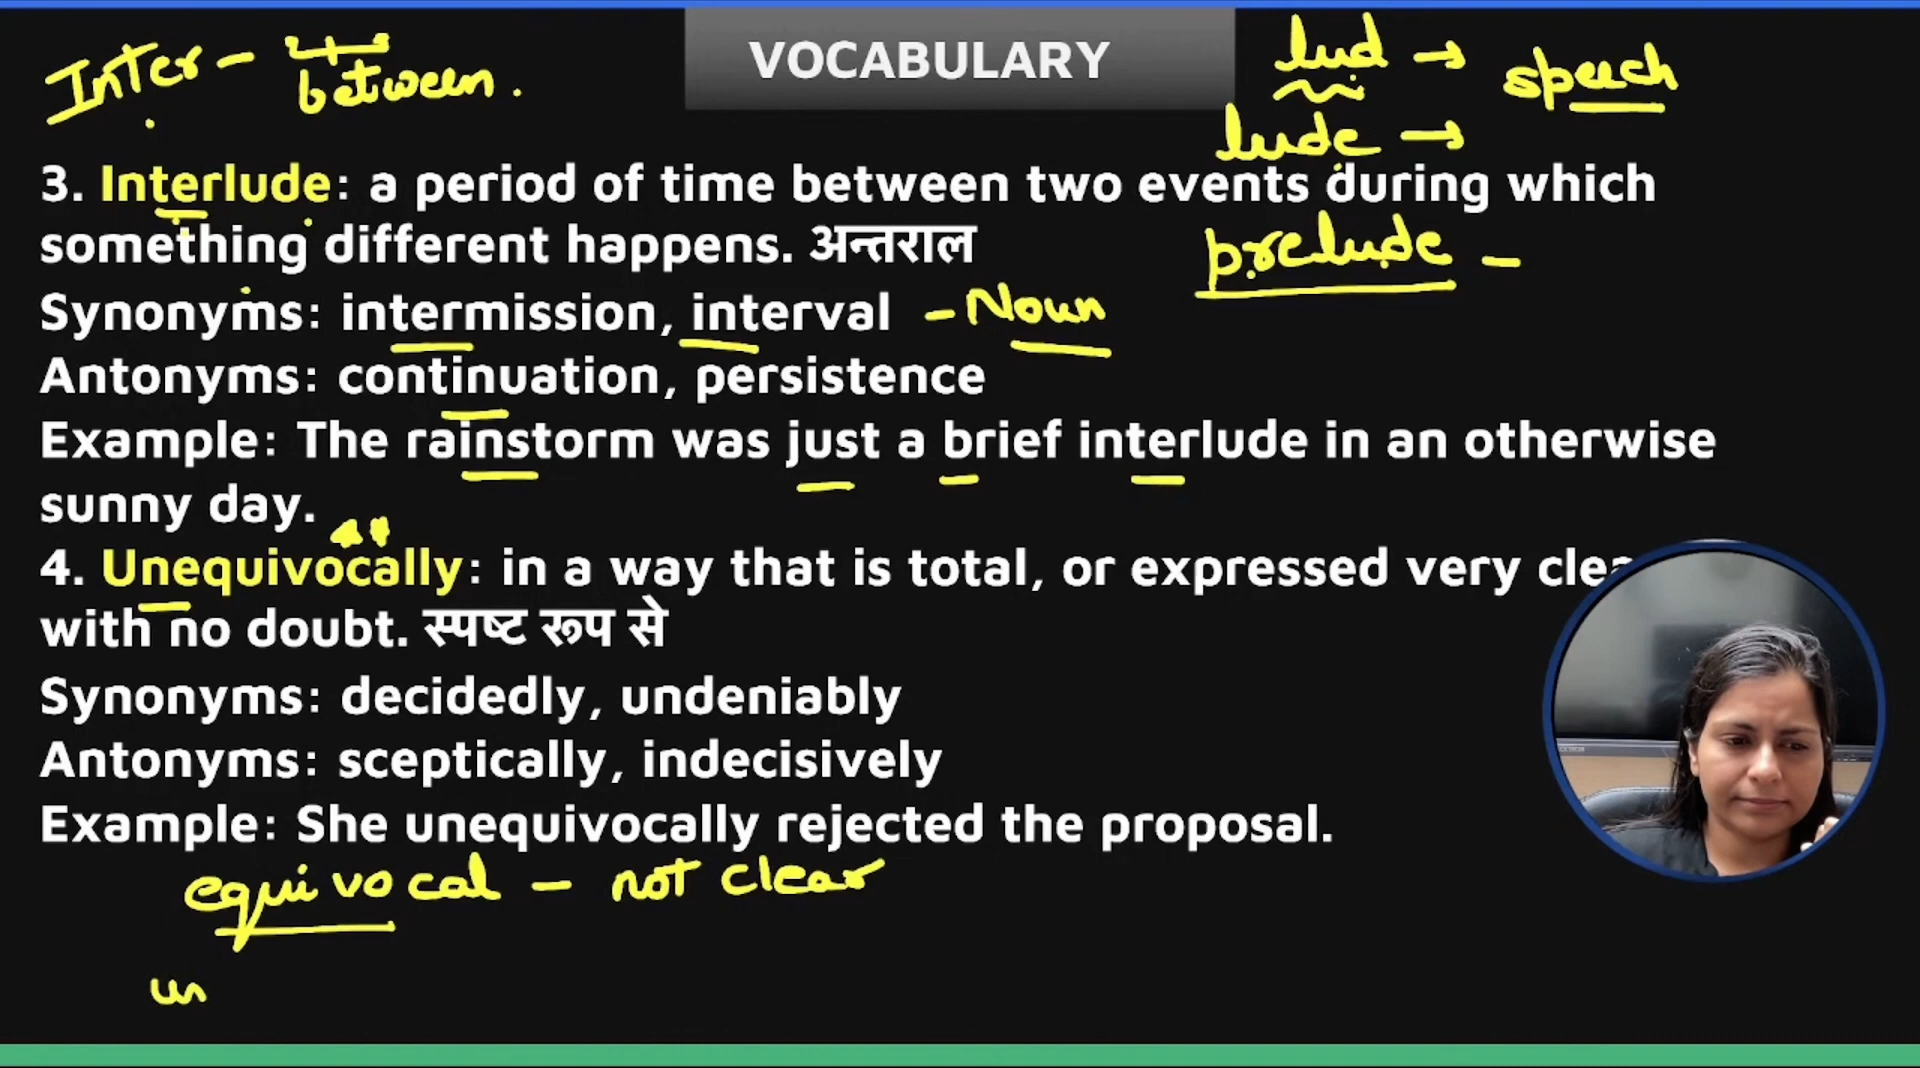 Inter - between.
VOCABULARY
lud → speech
lude →
3. Interlude: a period of time between two events during which
something different happens. अन्तराल
prelude -
Synonyms: intermission, interval - Noun
Antonyms: continuation, persistence
Example: The rainstorm was just a brief interlude in an otherwise
sunny day.
4. Unequivocally: in a way that is total, or expressed very
with no doubt. स्पष्ट रूप से
Synonyms: decidedly, undeniably
Antonyms: sceptically, indecisively
Example: She unequivocally rejected the proposal.
equivocal - not clear
un